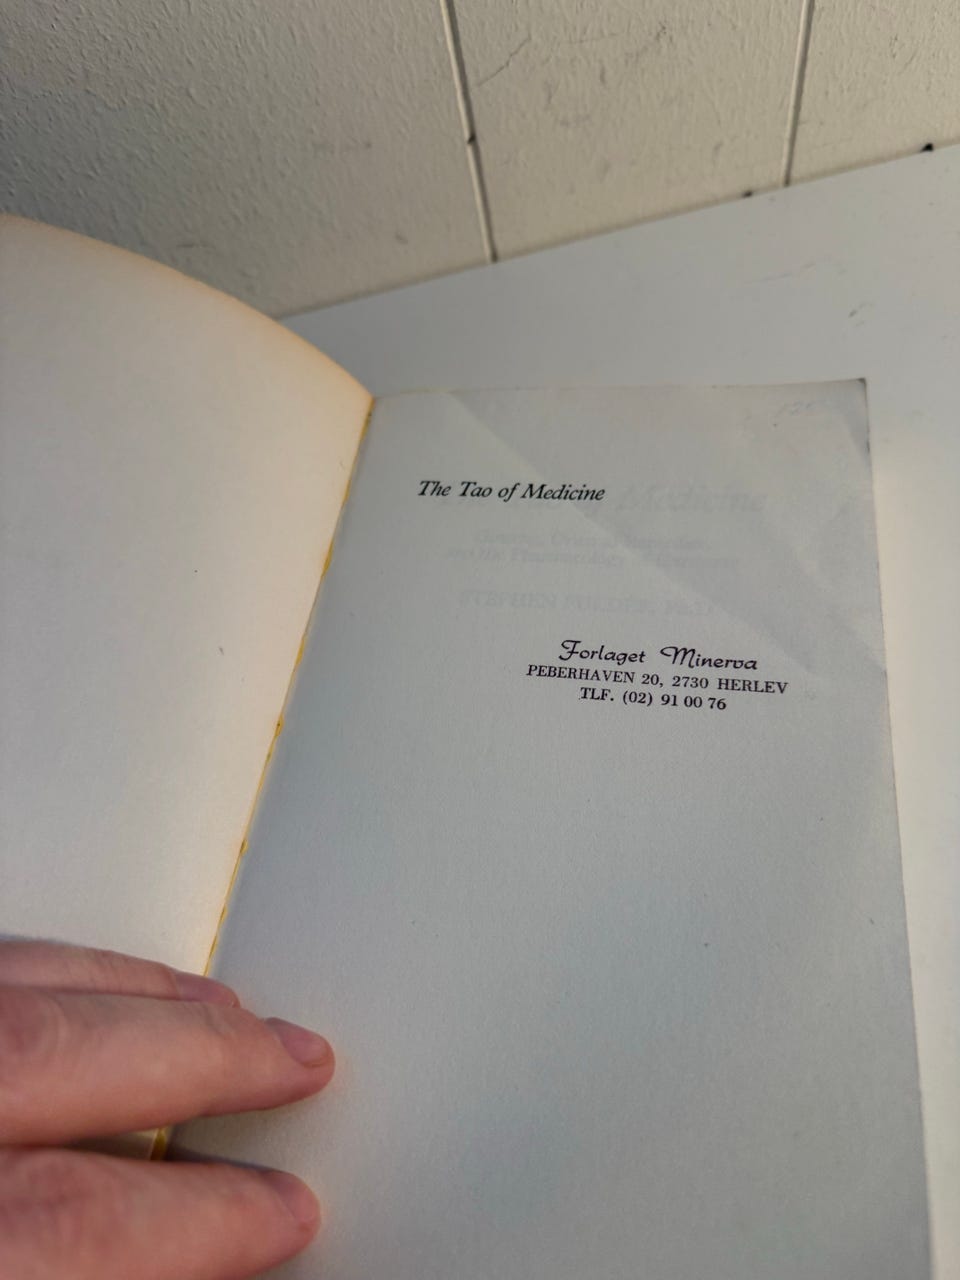 The Tao of Medicine
Forlaget Minerva
PEBERHAVEN 20, 2730 HERLEV
TLF. (02) 91 00 76